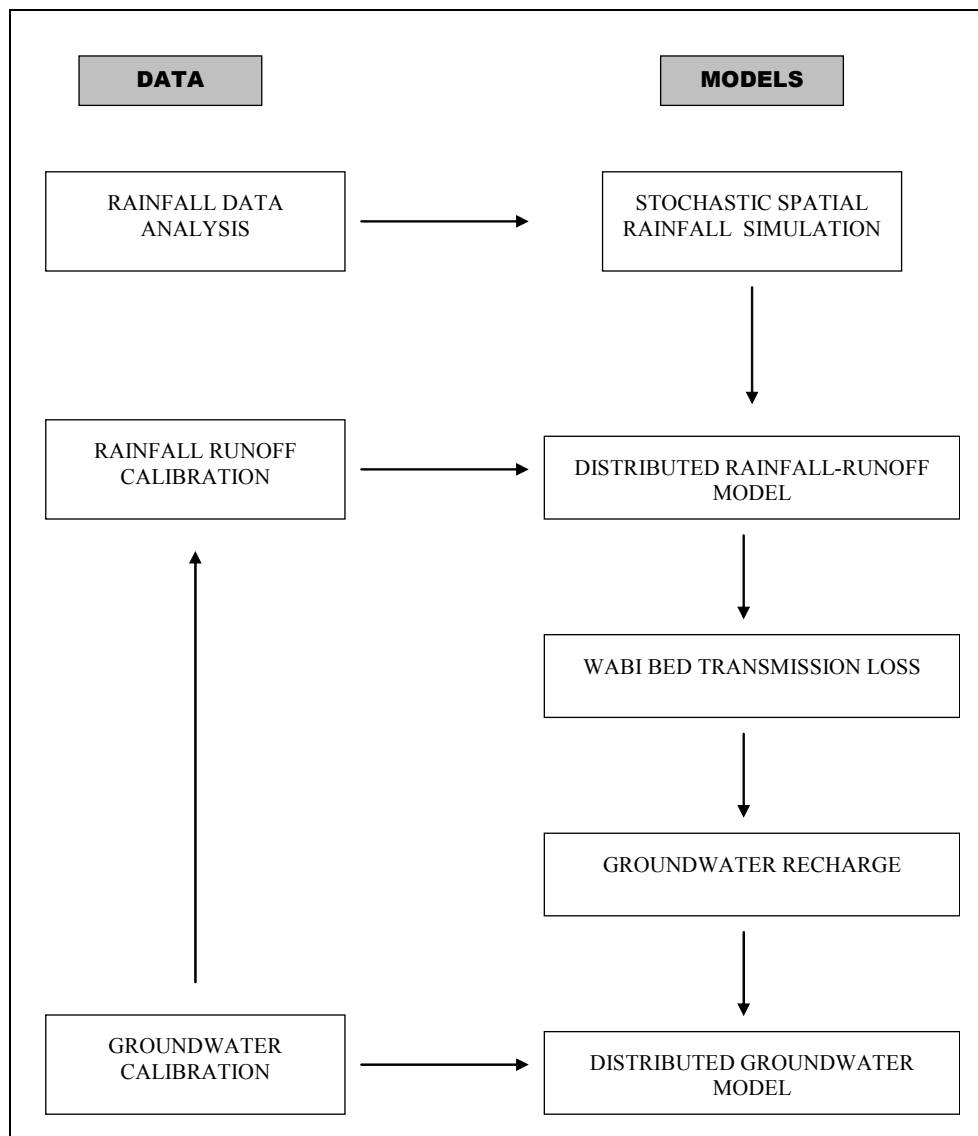 DATA
MODELS
RAINFALL DATA
ANALYSIS
STOCHASTIC SPATIAL
RAINFALL SIMULATION
RAINFALL RUNOFF
CALIBRATION
DISTRIBUTED RAINFALL-RUNOFF
MODEL
WABI BED TRANSMISSION LOSS
GROUNDWATER RECHARGE
GROUNDWATER
CALIBRATION
DISTRIBUTED GROUNDWATER
MODEL